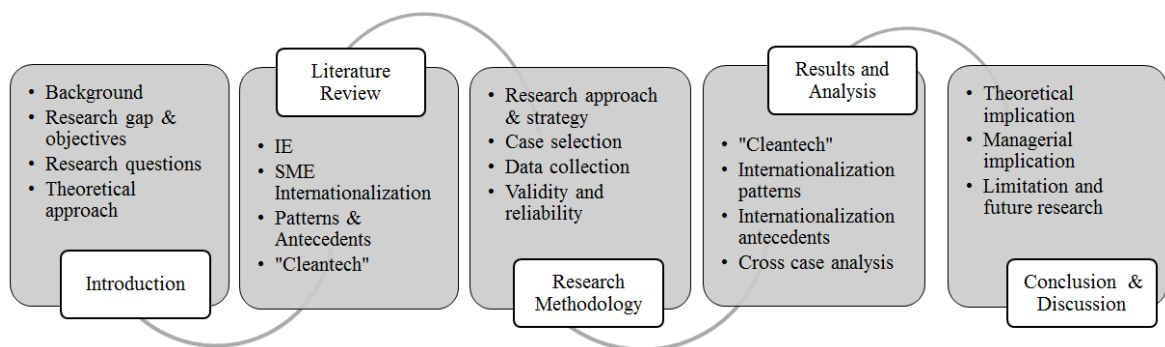 • Background
• Research gap &
objectives
• Research questions
• Theoretical
approach
Introduction
Literature
Review
• IE
• SME
Internationalization
• Patterns &
Antecedents
• "Cleantech"
• Research approach
& strategy
• Case selection
• Data collection
• Validity and
reliability
Research
Methodology
Results and
Analysis
• "Cleantech"
• Internationalization
patterns
• Internationalization
antecedents
• Cross case analysis
• Theoretical
implication
• Managerial
implication
• Limitation and
future research
Conclusion &
Discussion